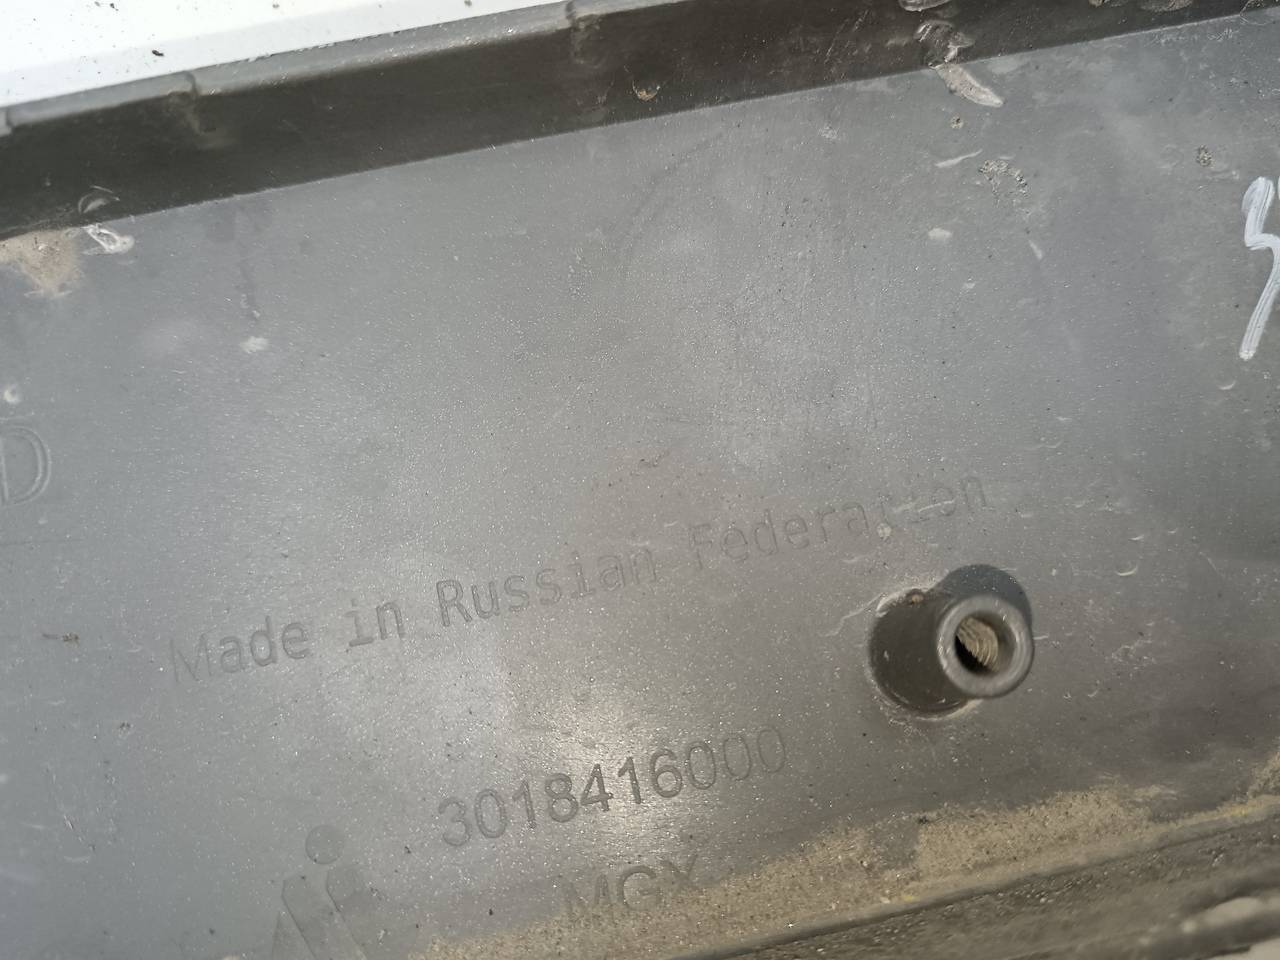 D
Made in Russian Federation
3018416000
MGX